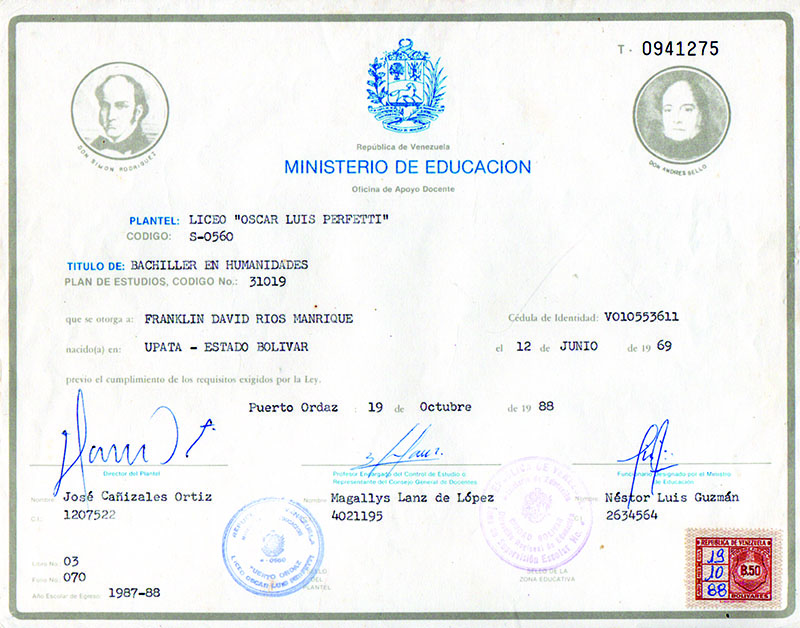 T- 0941275
DON SIMON RODRIGUEZ
DON ANDRES BELLO
República de Venezuela
MINISTERIO DE EDUCACION
Oficina de Apoyo Docente
PLANTEL: LICEO "OSCAR LUIS PERFETTI"
CODIGO: S-0560
TITULO DE: BACHILLER EN HUMANIDADES
PLAN DE ESTUDIOS, CODIGO No.: 31019
que se otorga a: FRANKLIN DAVID RIOS MANRIQUE Cédula de Identidad: V010553611
nacido(a) en: UPATA - ESTADO BOLIVAR el 12 de JUNIO de 19 69
previo el cumplimiento de los requisitos exigidos por la Ley.
Puerto Ordaz : 19 de Octubre de 19 88
Director del Plantel
Profesor Encargado del Control de Estudio o
Representante del Consejo General de Docentes.
Funcionario designado por el Ministro
de Educación
Nombre José Cañizales Ortiz
C.I.: 1207522
Nombre Magallys Lanz de López
4021195
Nombre Néstor Luis Guzmán
2634564
PUERTO ORDAZ
LICEO OSCAR LUIS PERFETTI
SELLO
DEL
PLANTEL
SELLO DE LA
ZONA EDUCATIVA
Libro No. 03
Folio No. 070
Año Escolar de Egreso: 1987-88
REPUBLICA DE VENEZUELA
19
10
88
8.50
BOLIVARES